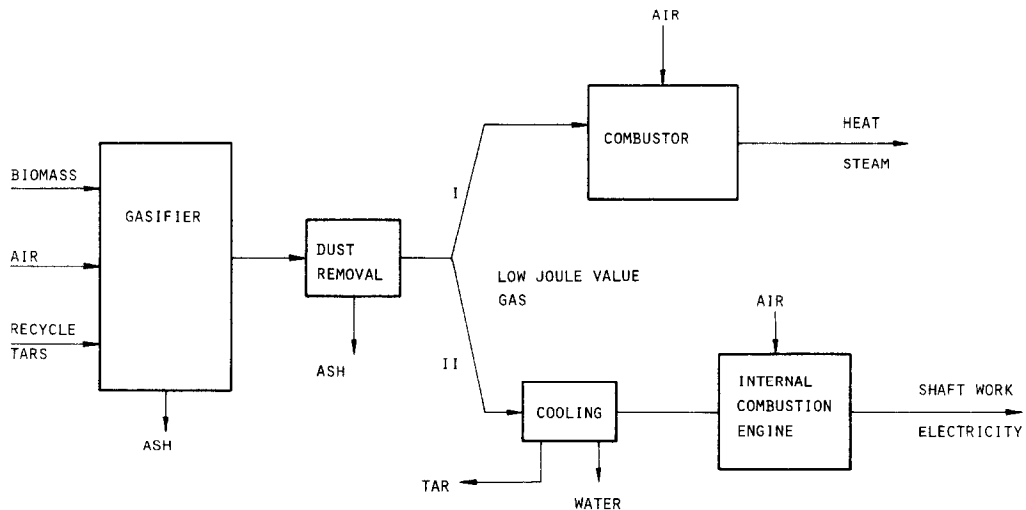 AIR
COMBUSTOR
HEAT
STEAM
BIOMASS
GASIFIER
AIR
RECYCLE
TARS
ASH
DUST
REMOVAL
ASH
I
II
LOW JOULE VALUE
GAS
COOLING
TAR
WATER
AIR
INTERNAL
COMBUSTION
ENGINE
SHAFT WORK
ELECTRICITY